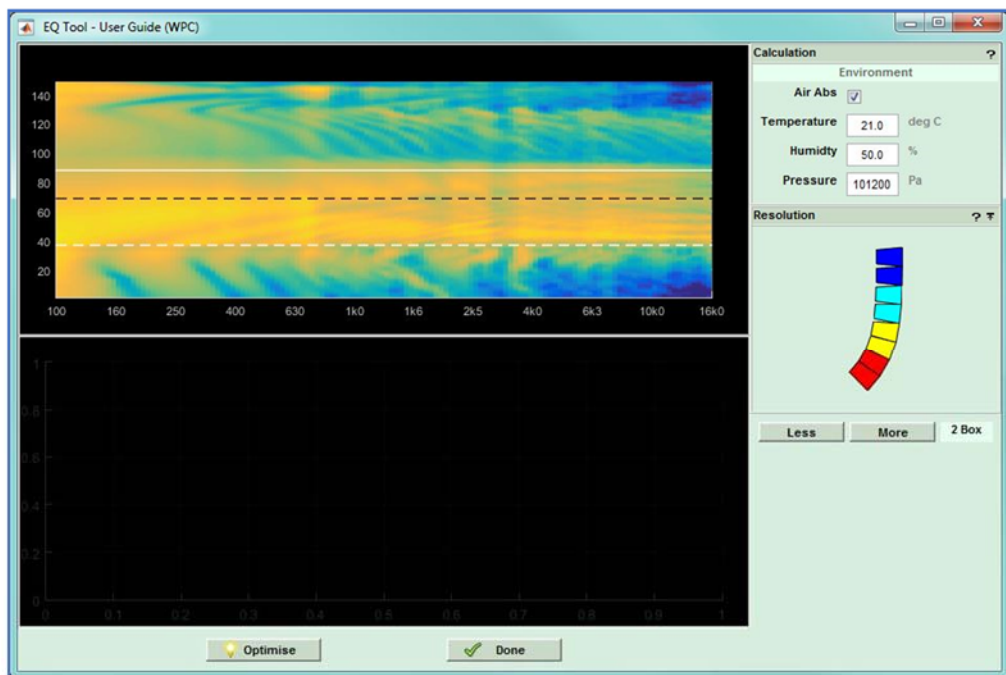 EQ Tool - User Guide (WPC)
140
120
100
80
60
40
20
100 160 250 400 630 1k0 1k6 2k5 4k0 6k3 10k0 16k0
1
0.8
0.6
0.4
0.2
0
0 0.1 0.2 0.3 0.4 0.5 0.6 0.7 0.8 0.9 1
Optimise
Done
Calculation ?
Environment
Air Abs
Temperature 21.0 deg C
Humidty 50.0 %
Pressure 101200 Pa
Resolution ?
Less More 2 Box